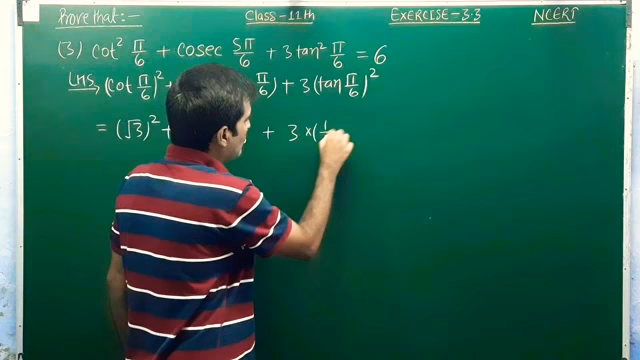 Prove that :- Class-11th EXERCISE-3.3 NCERT
(3) cot² π/6 + cosec 5π/6 + 3 tan² π/6 = 6
LHS, (cot π/6)² + π/6) + 3 (tan π/6)²
= (√3)² + + 3 × (1